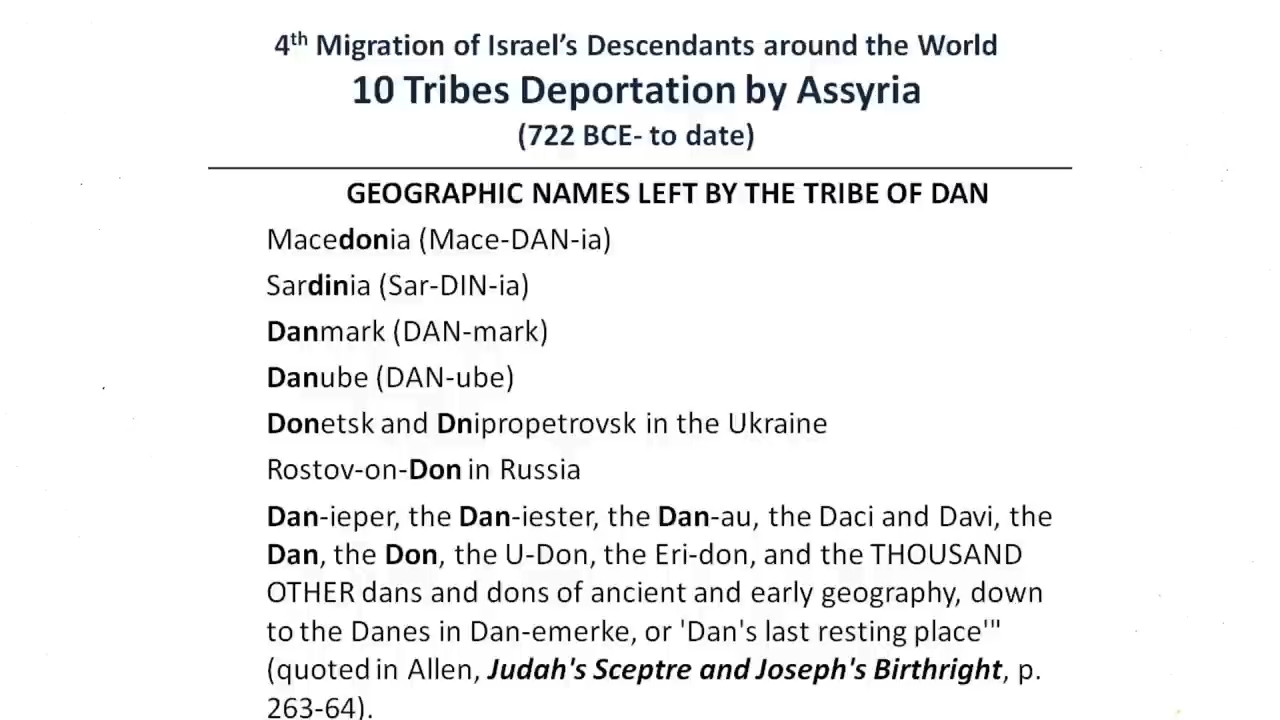 4th Migration of Israel’s Descendants around the World
10 Tribes Deportation by Assyria
(722 BCE- to date)
GEOGRAPHIC NAMES LEFT BY THE TRIBE OF DAN
Macedonia (Mace-DAN-ia)
Sardinia (Sar-DIN-ia)
Danmark (DAN-mark)
Danube (DAN-ube)
Donetsk and Dnipropetrovsk in the Ukraine
Rostov-on-Don in Russia
Dan-ieper, the Dan-iester, the Dan-au, the Daci and Davi, the
Dan, the Don, the U-Don, the Eri-don, and the THOUSAND
OTHER dans and dons of ancient and early geography, down
to the Danes in Dan-emerke, or 'Dan's last resting place'"
(quoted in Allen, Judah's Sceptre and Joseph's Birthright, p.
263-64).